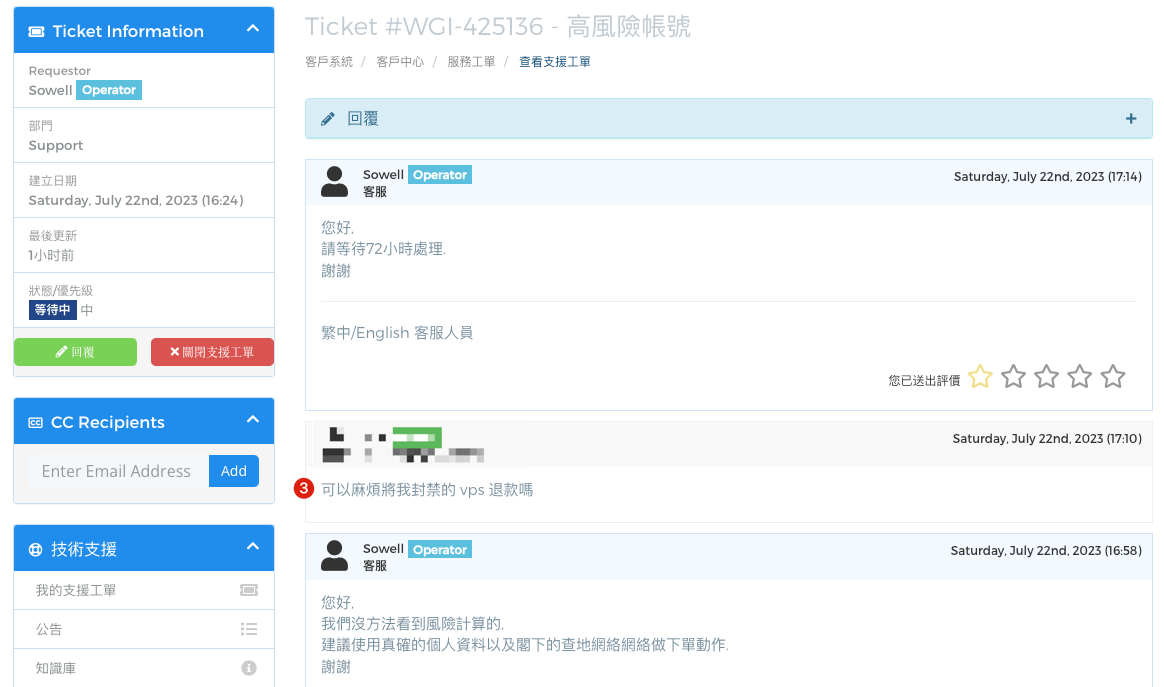 Ticket Information
Requestor
Sowell Operator
部門
Support
建立日期
Saturday, July 22nd, 2023 (16:24)
最後更新
1小時前
狀態/優先級
等待中 中
回覆
關閉支援工單
CC Recipients
Enter Email Address
Add
技術支援
我的支援工單
公告
知識庫
Ticket #WGI-425136 - 高風險帳號
客戶系統 / 客戶中心 / 服務工單 / 查看支援工單
回覆
Sowell Operator
客服
Saturday, July 22nd, 2023 (17:14)
您好,
請等待72小時處理.
謝謝
繁中/English 客服人員
您已送出評價
Saturday, July 22nd, 2023 (17:10)
3 可以麻煩將我封禁的 vps 退款嗎
Sowell Operator
客服
Saturday, July 22nd, 2023 (16:58)
您好,
我們沒方法看到風險計算的,
建議使用真確的個人資料以及閣下的查地網絡網絡做下單動作.
謝謝